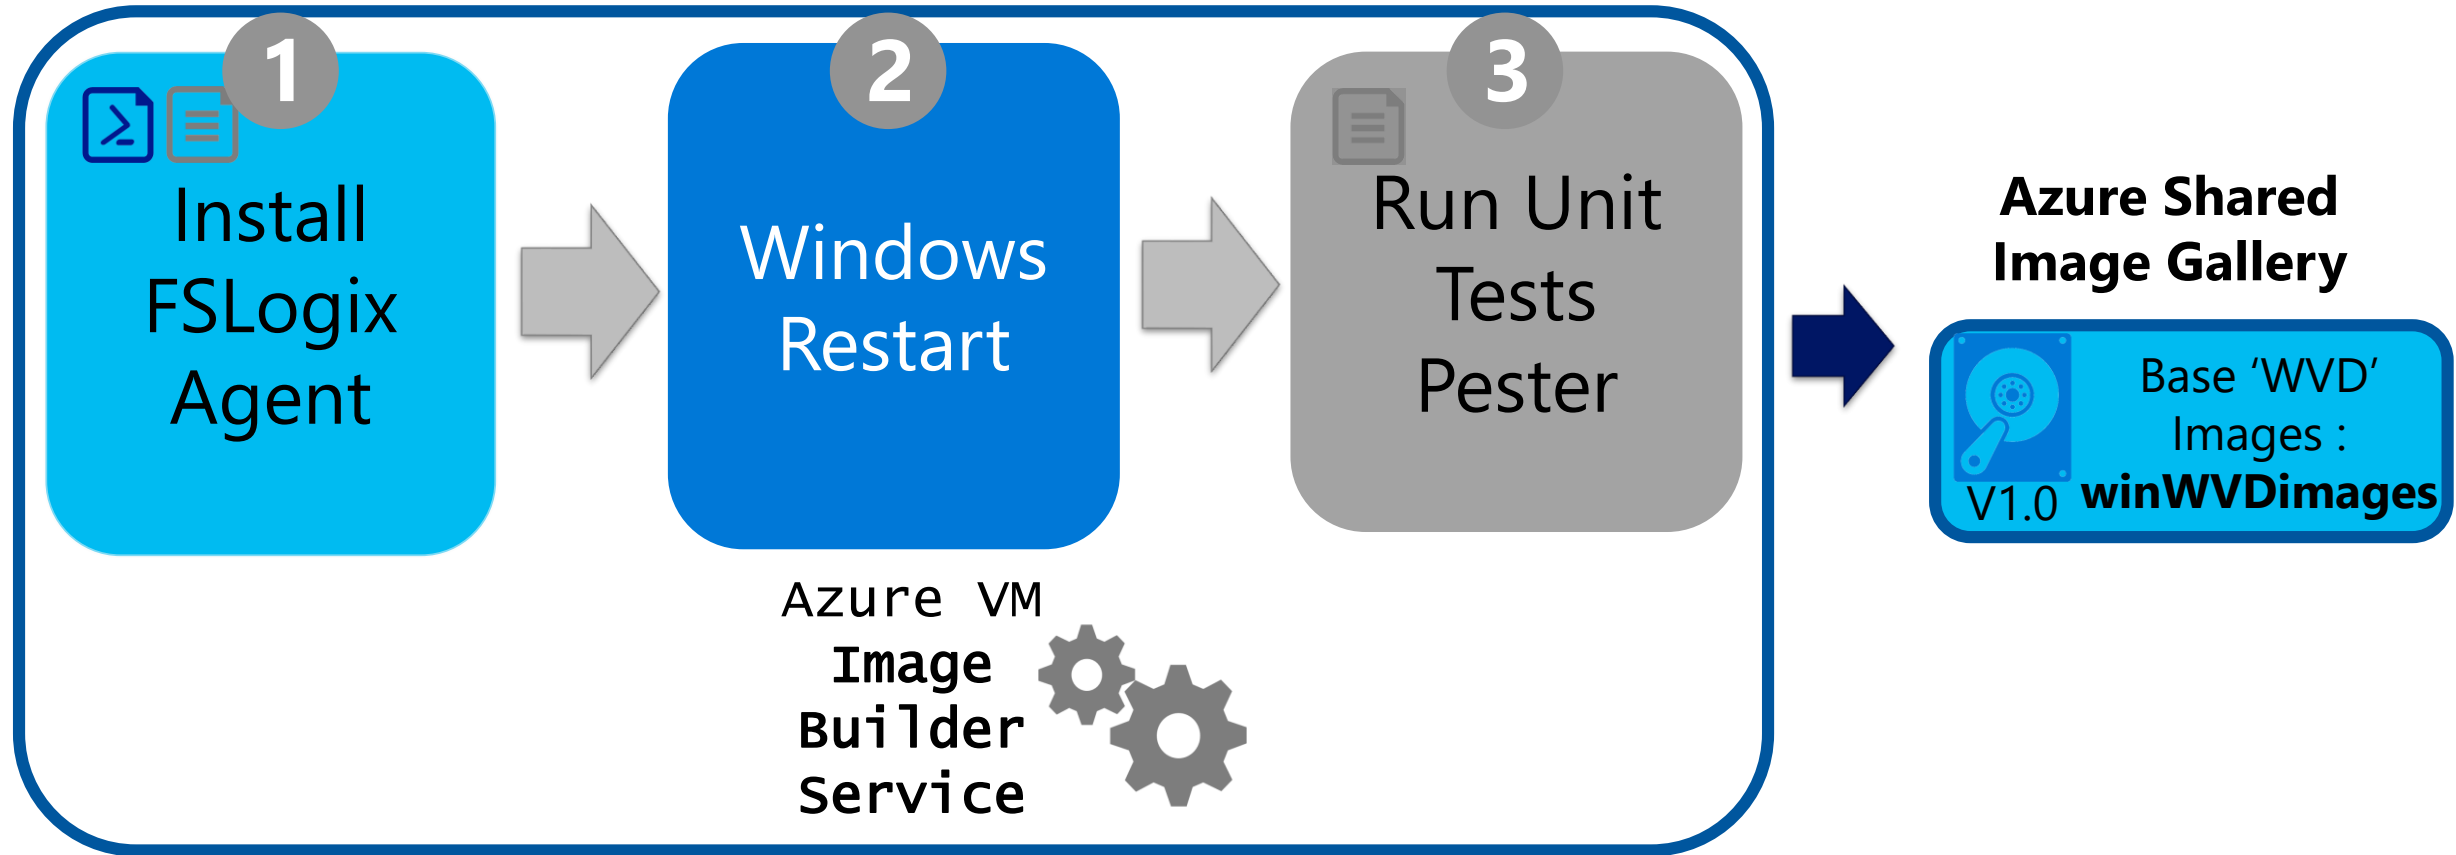 1
Install
FSLogix
Agent
2
Windows
Restart
3
Run Unit
Tests
Pester
Azure VM
Image
Builder
Service
Azure Shared
Image Gallery
Base ‘WVD’
Images :
winWVDimages
V1.0